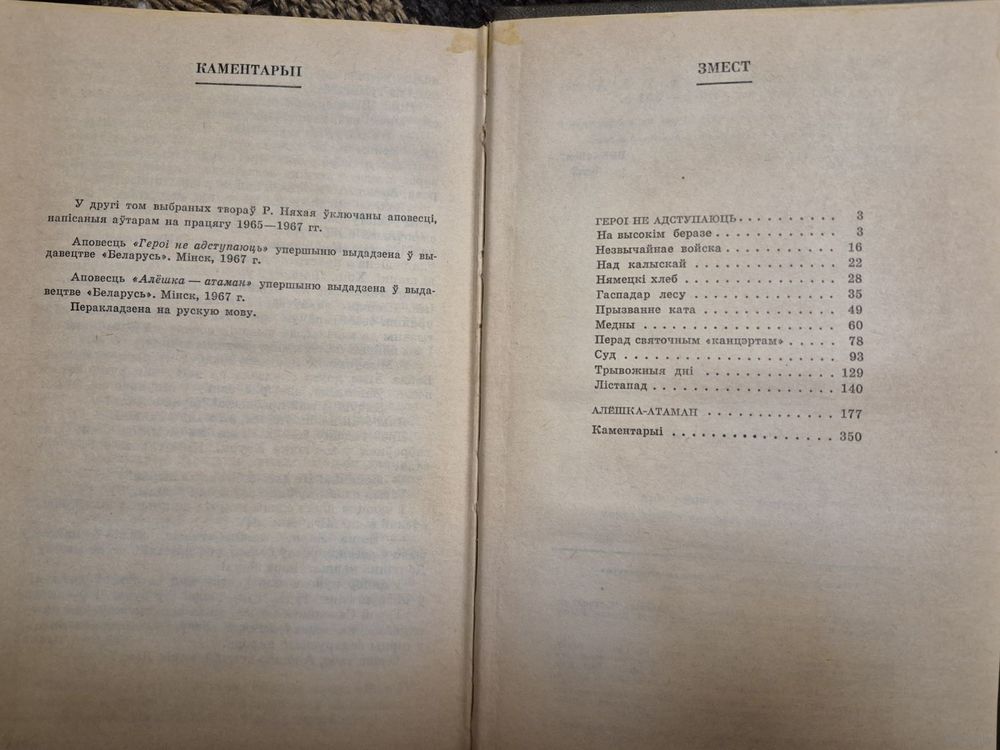 КАМЕНТАРЫІ
У другі том выбраных твораў Р. Няхая ўключаны аповесці,
напісаныя аўтарам на працягу 1965—1967 гг.
Аповесць «Героі не адступаюць» упершыню выдадзена ў вы-
давецтве «Беларусь». Мінск, 1967 г.
Аповесць «Алёшка — атаман» упершыню выдадзена ў выда-
вецтве «Беларусь». Мінск, 1967 г.
Перакладзена на рускую мову.
ЗМЕСТ
ГЕРОІ НЕ АДСТУПАЮЦЬ . . . . . . . . . . 3
На высокім беразе . . . . . . . . . . . . 3
Незвычайнае войска . . . . . . . . . . . 16
Над калыскай . . . . . . . . . . . . . . 22
Нямецкі хлеб . . . . . . . . . . . . . . 28
Гаспадар лесу . . . . . . . . . . . . . . 35
Прызванне ката . . . . . . . . . . . . . 49
Медны . . . . . . . . . . . . . . . . . . 60
Перад святочным «канцэртам» . . . . . 78
Суд . . . . . . . . . . . . . . . . . . . . 93
Трывожныя дні . . . . . . . . . . . . . 129
Лістапад . . . . . . . . . . . . . . . . . 140
АЛЁШКА-АТАМАН . . . . . . . . . . . . 177
Каментарыі . . . . . . . . . . . . . . . 350